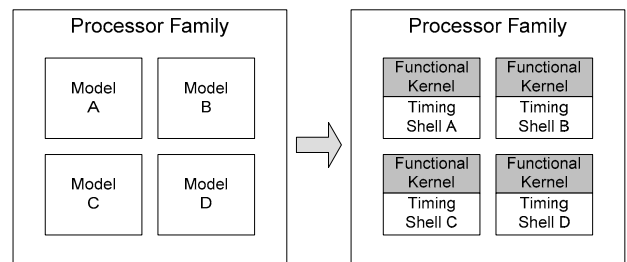 Processor Family
Model
A
Model
B
Model
C
Model
D
Processor Family
Functional
Kernel
Timing
Shell A
Functional
Kernel
Timing
Shell B
Functional
Kernel
Timing
Shell C
Functional
Kernel
Timing
Shell D